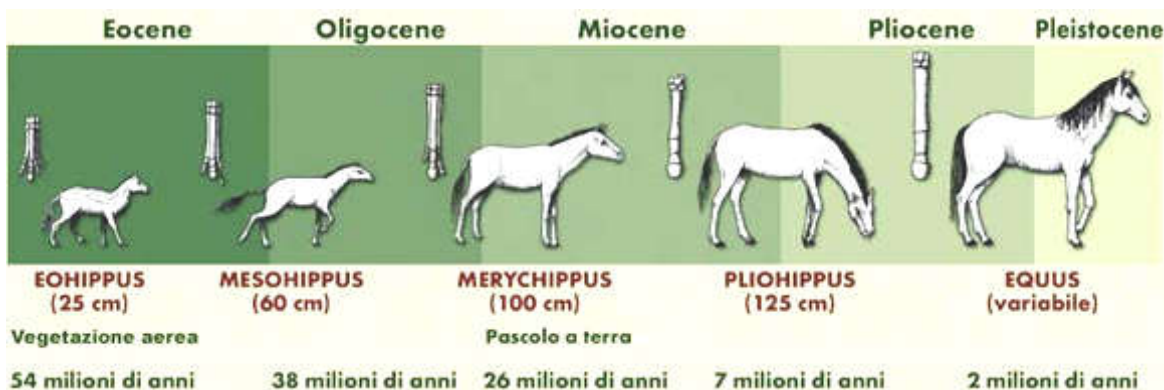 Eocene Oligocene Miocene Pliocene Pleistocene
EOHIPPUS MESOHIPPUS MERYCHIPPUS PLIOHIPPUS EQUUS
(25 cm) (60 cm) (100 cm) (125 cm) (variabile)
Vegetazione aerea Pascolo a terra
54 milioni di anni 38 milioni di anni 26 milioni di anni 7 milioni di anni 2 milioni di anni